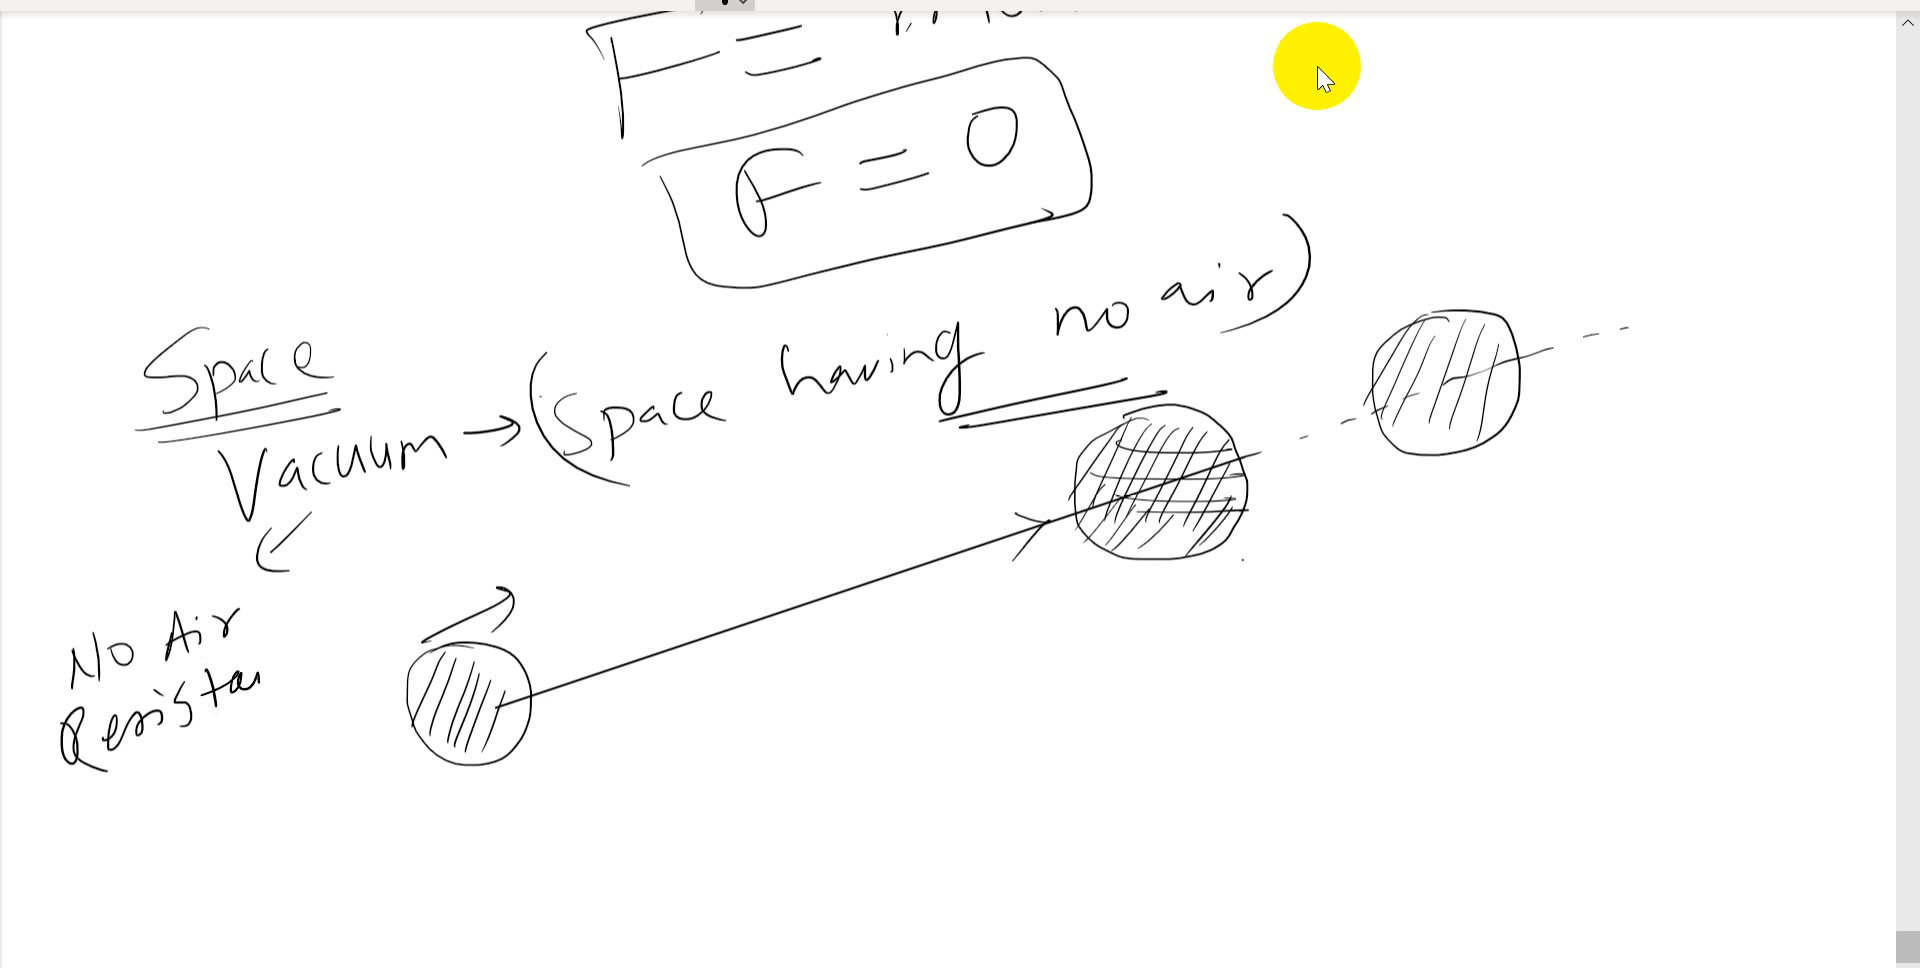 F =
F = 0
Space
Vacuum → (Space having no air)
No Air
Resistan